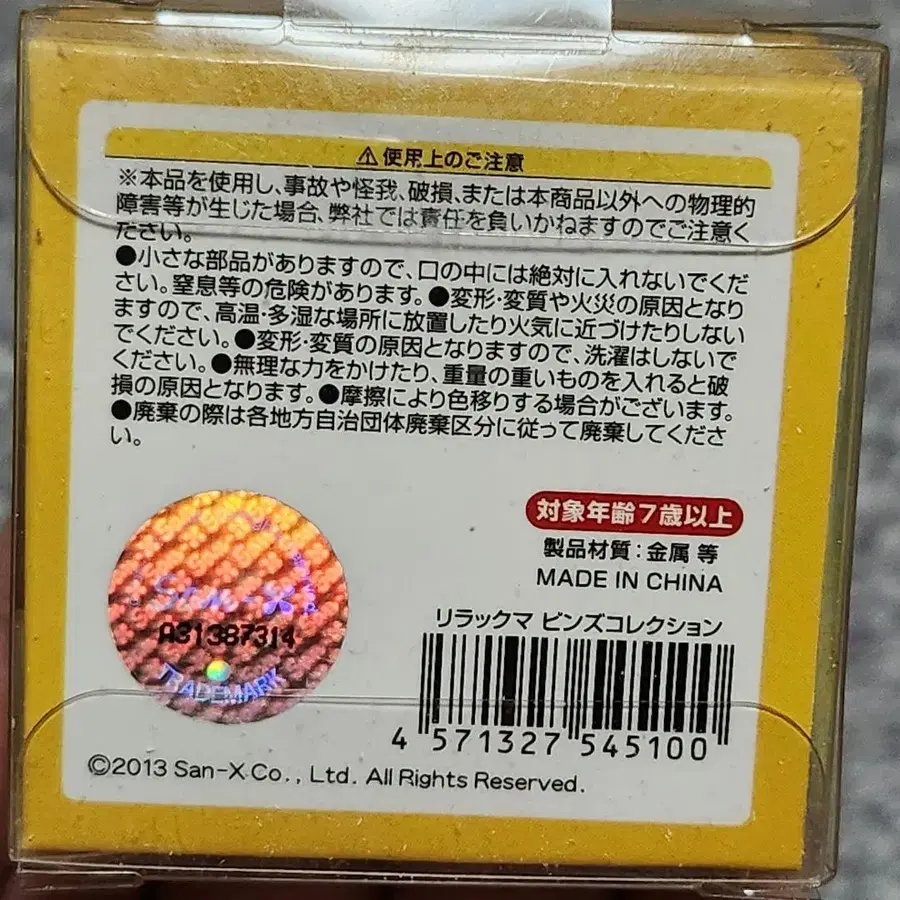 ⚠使用上のご注意
※本品を使用し、事故や怪我、破損、または本商品以外への物理的
障害等が生じた場合、弊社では責任を負いかねますのでご注意く
ださい。
●小さな部品がありますので、口の中には絶対に入れないでくだ
さい。窒息等の危険があります。●変形・変質や火災の原因となり
ますので、高温・多湿な場所に放置したり火気に近づけたりしない
でください。●変形・変質の原因となりますので、洗濯はしないで
ください。●無理な力をかけたり、重量の重いものを入れると破
損の原因となります。●摩擦により色移りする場合がございます。
●廃棄の際は各地方自治団体廃棄区分に従って廃棄してくださ
い。
対象年齢7歳以上
製品材質：金属 等
MADE IN CHINA
リラックマ ピンズコレクション
San-X
A31387314
TRADEMARK
4 571327 545100
©2013 San-X Co., Ltd. All Rights Reserved.